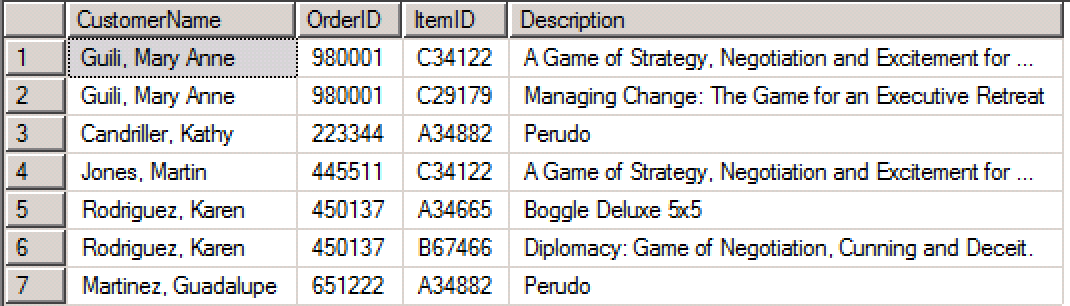 CustomerName OrderID ItemID Description
1 Guili, Mary Anne 980001 C34122 A Game of Strategy, Negotiation and Excitement for ...
2 Guili, Mary Anne 980001 C29179 Managing Change: The Game for an Executive Retreat
3 Candriller, Kathy 223344 A34882 Perudo
4 Jones, Martin 445511 C34122 A Game of Strategy, Negotiation and Excitement for ...
5 Rodriguez, Karen 450137 A34665 Boggle Deluxe 5x5
6 Rodriguez, Karen 450137 B67466 Diplomacy: Game of Negotiation, Cunning and Deceit.
7 Martinez, Guadalupe 651222 A34882 Perudo